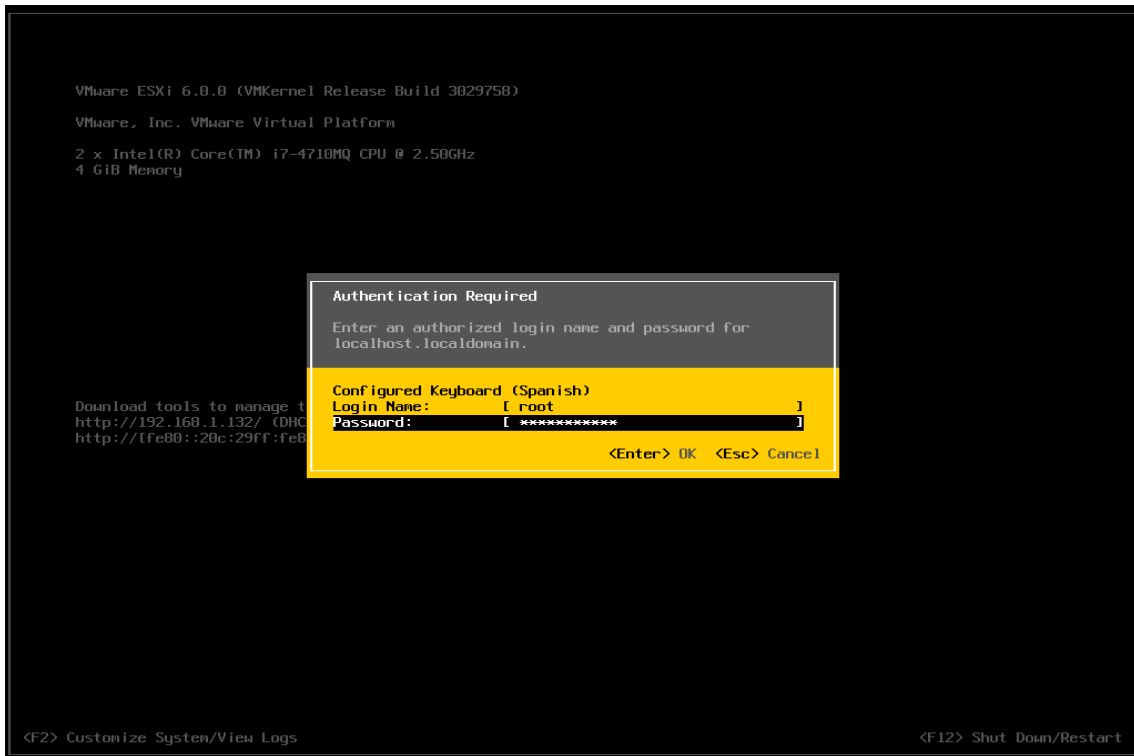 VMware ESXi 6.0.0 (VMKernel Release Build 3029758)
VMware, Inc. VMware Virtual Platform
2 x Intel(R) Core(TM) i7-4710MQ CPU @ 2.50GHz
4 GiB Memory
Authentication Required
Enter an authorized login name and password for
localhost.localdomain.
Configured Keyboard (Spanish)
Login Name: [ root ]
Password: [ *********** ]
<Enter> OK <Esc> Cancel
Download tools to manage t
http://192.168.1.132/ (DHC
http://[fe80::20c:29ff:fe8
<F2> Customize System/View Logs
<F12> Shut Down/Restart